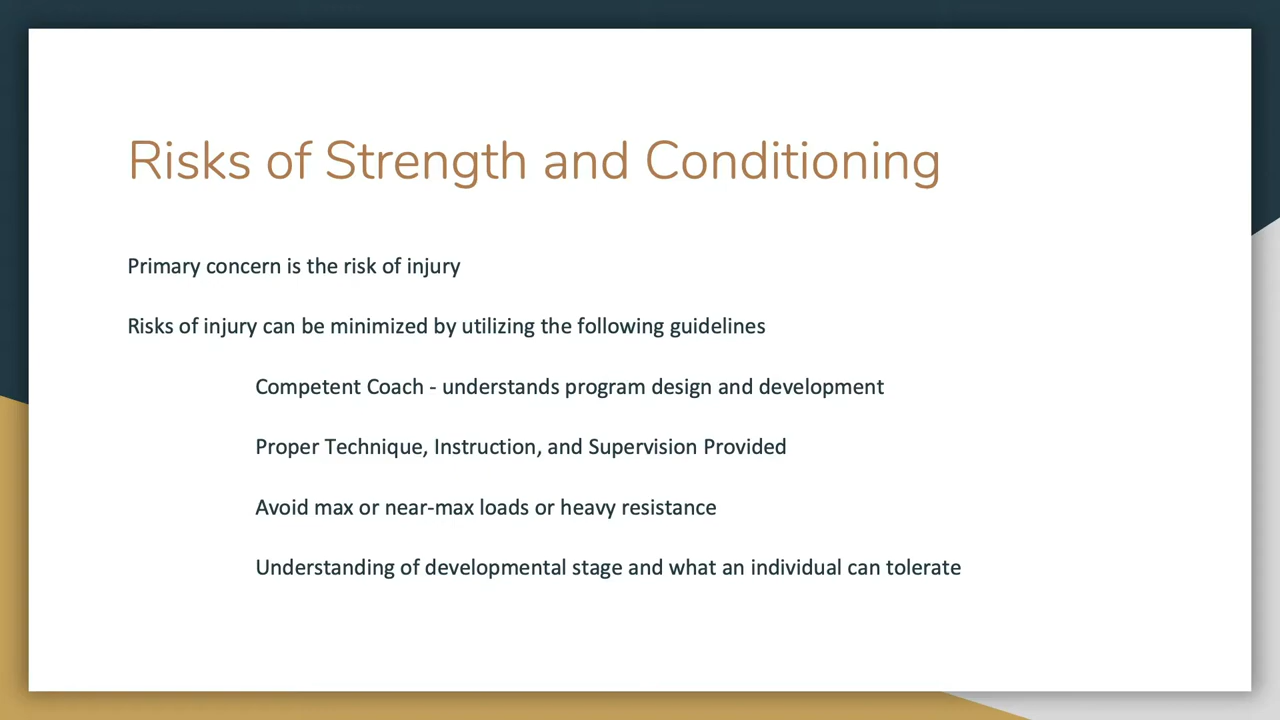 Risks of Strength and Conditioning
Primary concern is the risk of injury
Risks of injury can be minimized by utilizing the following guidelines
Competent Coach - understands program design and development
Proper Technique, Instruction, and Supervision Provided
Avoid max or near-max loads or heavy resistance
Understanding of developmental stage and what an individual can tolerate